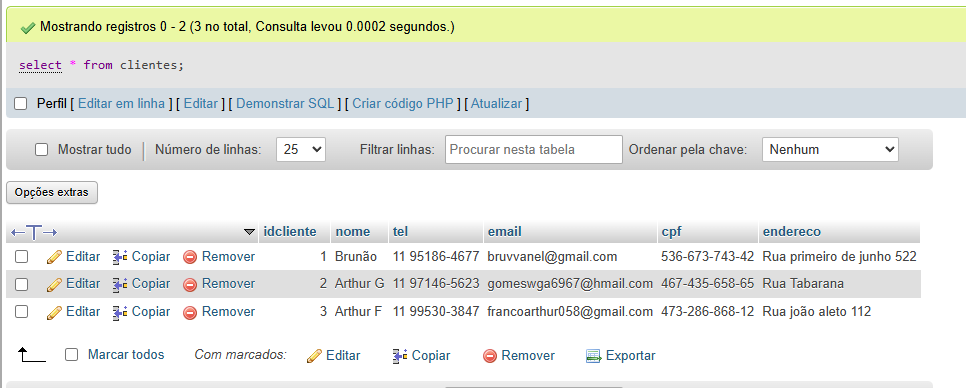 Mostrando registros 0 - 2 (3 no total, Consulta levou 0.0002 segundos.)
select * from clientes;
Perfil [ Editar em linha ] [ Editar ] [ Demonstrar SQL ] [ Criar código PHP ] [ Atualizar ]
Mostrar tudo Número de linhas: 25 Filtrar linhas: Procurar nesta tabela Ordenar pela chave: Nenhum
Opções extras
idcliente nome tel email cpf endereco
Editar Copiar Remover 1 Brunão 11 95186-4677 bruvvanel@gmail.com 536-673-743-42 Rua primeiro de junho 522
Editar Copiar Remover 2 Arthur G 11 97146-5623 gomeswga6967@hmail.com 467-435-658-65 Rua Tabarana
Editar Copiar Remover 3 Arthur F 11 99530-3847 francoarthur058@gmail.com 473-286-868-12 Rua joão aleto 112
Marcar todos Com marcados: Editar Copiar Remover Exportar